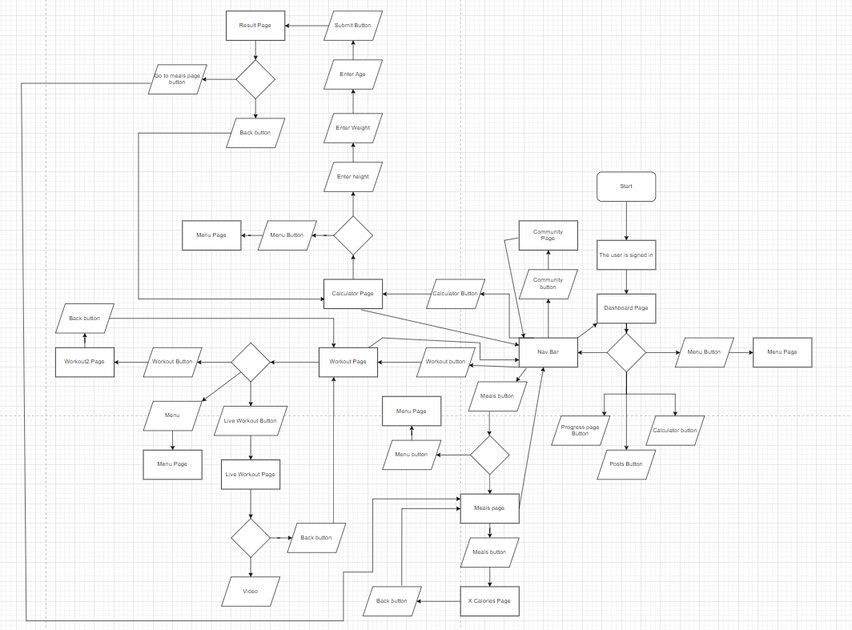 Result Page
Submit Button
Go to meals page
button
Enter Age
Back button
Enter Weight
Enter height
Start
Menu Page
Menu Button
Community
Page
The user is signed in
Calculator Page
Calculator Button
Community
button
Dashboard Page
Back button
Workout2 Page
Workout Button
Workout Page
Workout button
Nav Bar
Menu Button
Menu Page
Meals button
Menu
Live Workout Button
Menu Page
Progress page
Button
Calculator button
Menu button
Posts Button
Menu Page
Live Workout Page
Meals page
Back button
Meals button
Video
Back button
X Calories Page